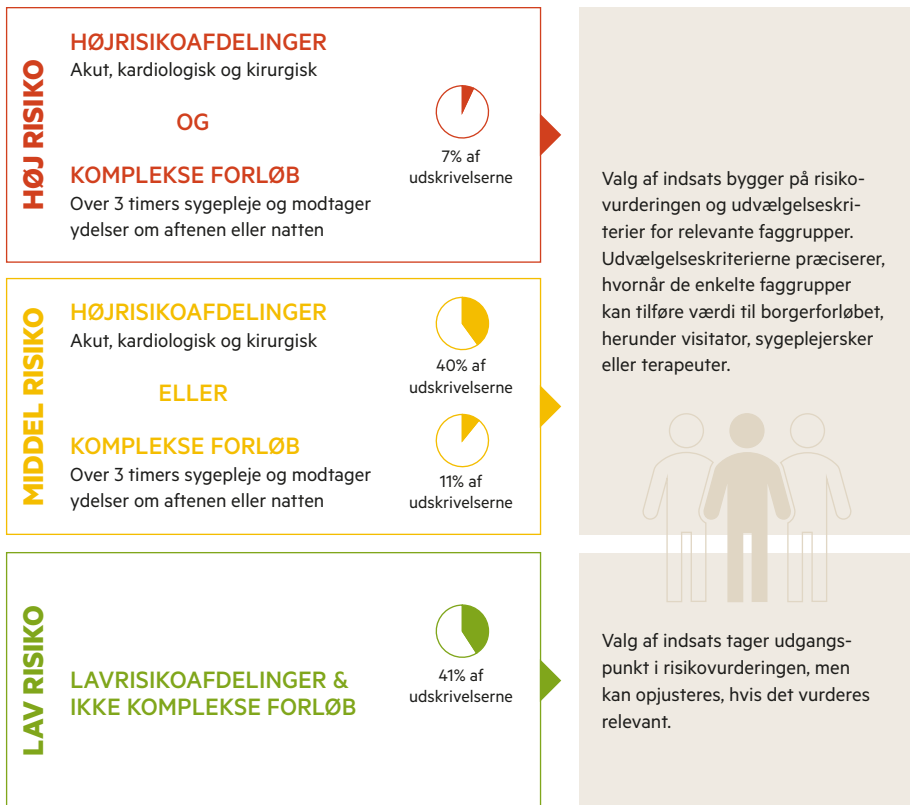 HØJ RISIKO
HØJRISIKOAFDELINGER
Akut, kardiologisk og kirurgisk
OG
KOMPLEKSE FORLØB
Over 3 timers sygepleje og modtager
ydelser om aftenen eller natten
7% af
udskrivelserne
MIDDEL RISIKO
HØJRISIKOAFDELINGER
Akut, kardiologisk og kirurgisk
ELLER
KOMPLEKSE FORLØB
Over 3 timers sygepleje og modtager
ydelser om aftenen eller natten
40% af
udskrivelserne
11% af
udskrivelserne
Valg af indsats bygger på risiko-
vurderingen og udvælgelseskri-
terier for relevante faggrupper.
Udvælgelseskriterierne præciserer,
hvornår de enkelte faggrupper
kan tilføre værdi til borgerforløbet,
herunder visitator, sygeplejersker
eller terapeuter.
LAV RISIKO
LAVRISIKOAFDELINGER &
IKKE KOMPLEKSE FORLØB
41% af
udskrivelserne
Valg af indsats tager udgangs-
punkt i risikovurderingen, men
kan opjusteres, hvis det vurderes
relevant.